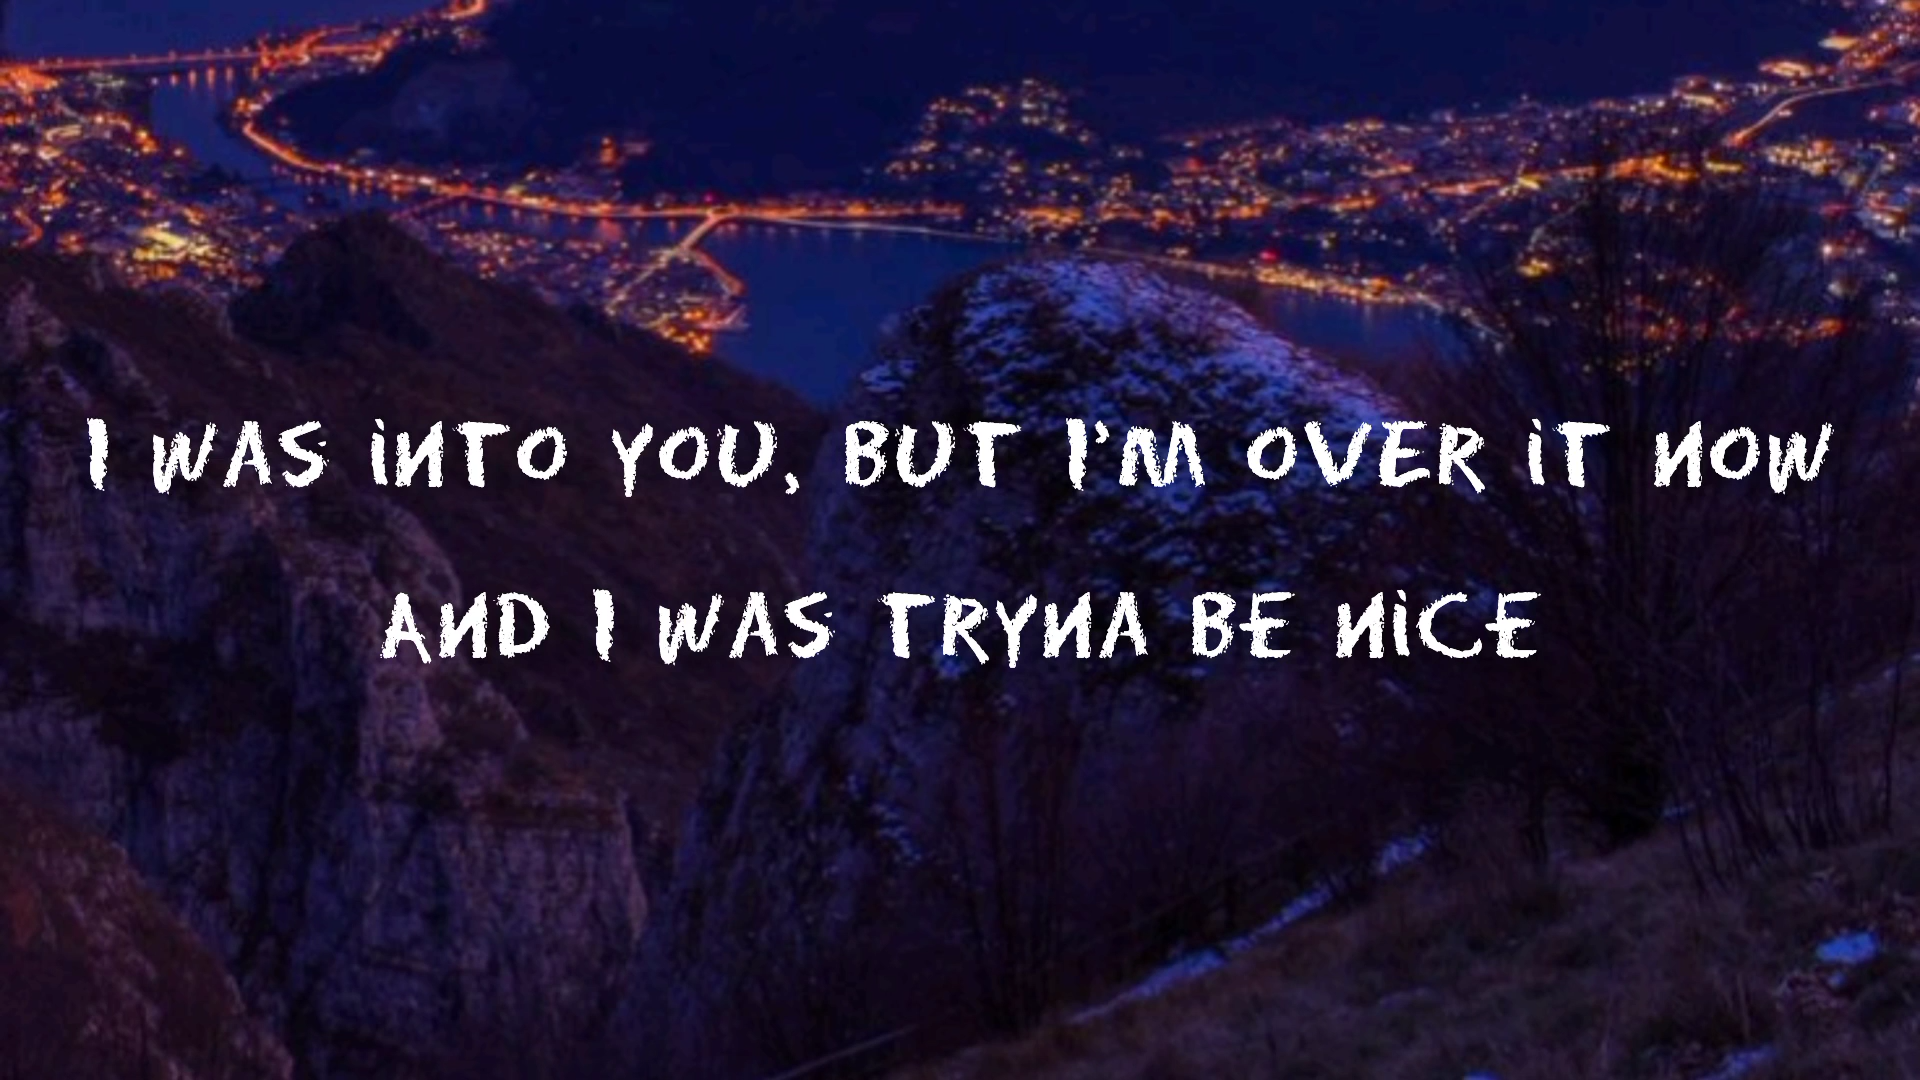 I WAS INTO YOU, BUT I'M OVER IT NOW
AND I WAS TRYNA BE NICE